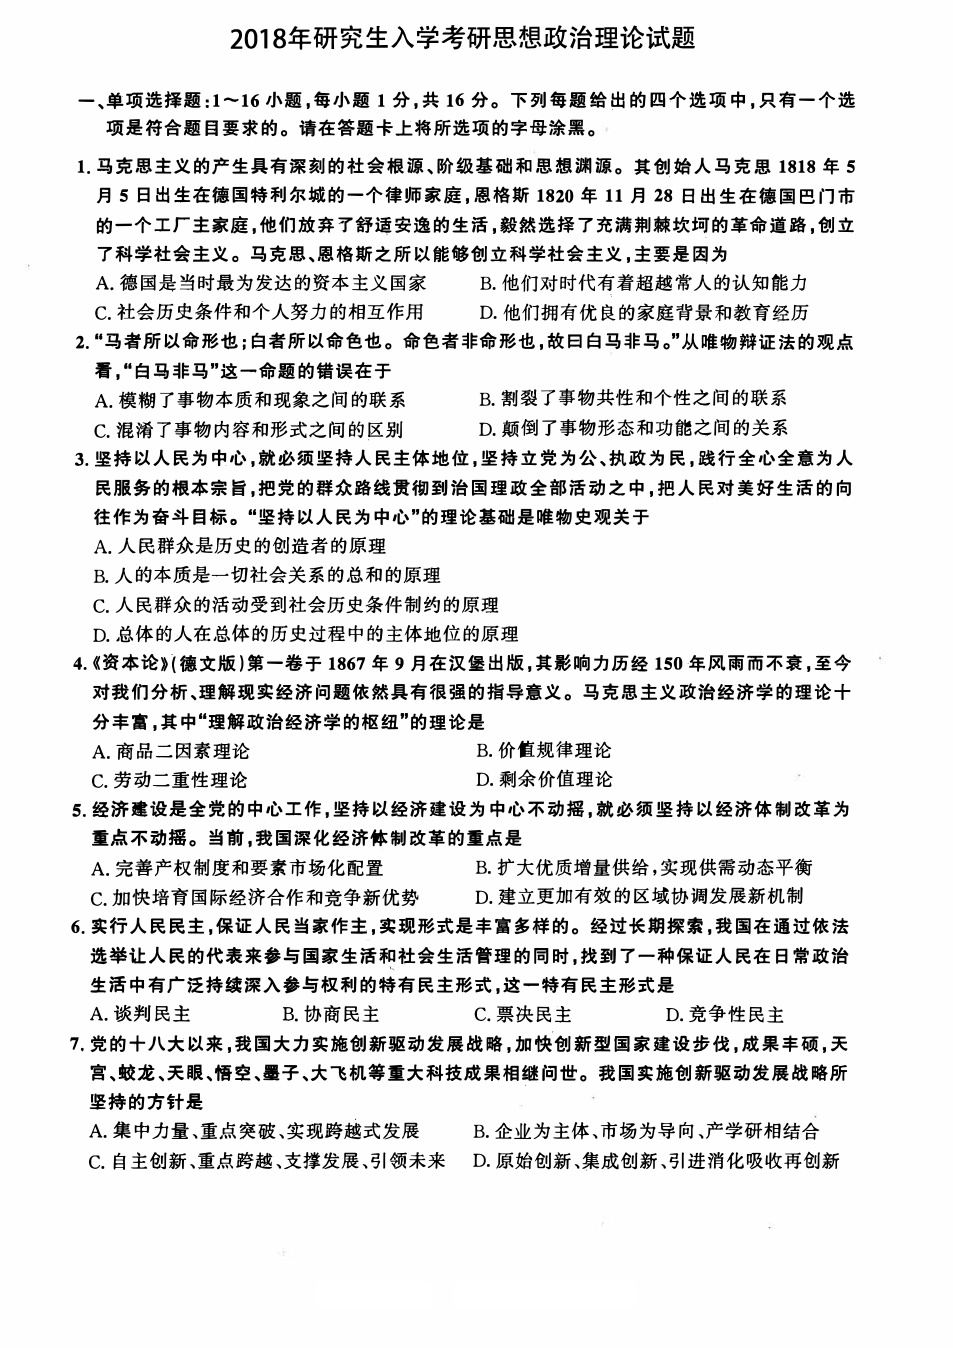 2018年研究生入学考研思想政治理论试题
一、单项选择题:1～16小题,每小题1分,共16分。下列每题给出的四个选项中,只有一个选
项是符合题目要求的。请在答题卡上将所选项的字母涂黑。
1. 马克思主义的产生具有深刻的社会根源、阶级基础和思想渊源。其创始人马克思1818年5
月5日出生在德国特利尔城的一个律师家庭,恩格斯1820年11月28日出生在德国巴门市
的一个工厂主家庭,他们放弃了舒适安逸的生活,毅然选择了充满荆棘坎坷的革命道路,创立
了科学社会主义。马克思、恩格斯之所以能够创立科学社会主义,主要是因为
A. 德国是当时最为发达的资本主义国家 B. 他们对时代有着超越常人的认知能力
C. 社会历史条件和个人努力的相互作用 D. 他们拥有优良的家庭背景和教育经历
2. “马者所以命形也;白者所以命色也。命色者非命形也,故曰白马非马。”从唯物辩证法的观点
看,“白马非马”这一命题的错误在于
A. 模糊了事物本质和现象之间的联系 B. 割裂了事物共性和个性之间的联系
C. 混淆了事物内容和形式之间的区别 D. 颠倒了事物形态和功能之间的关系
3. 坚持以人民为中心,就必须坚持人民主体地位,坚持立党为公、执政为民,践行全心全意为人
民服务的根本宗旨,把党的群众路线贯彻到治国理政全部活动之中,把人民对美好生活的向
往作为奋斗目标。“坚持以人民为中心”的理论基础是唯物史观关于
A. 人民群众是历史的创造者的原理
B. 人的本质是一切社会关系的总和的原理
C. 人民群众的活动受到社会历史条件制约的原理
D. 总体的人在总体的历史过程中的主体地位的原理
4.《资本论》(德文版)第一卷于1867年9月在汉堡出版,其影响力历经150年风雨而不衰,至今
对我们分析、理解现实经济问题依然具有很强的指导意义。马克思主义政治经济学的理论十
分丰富,其中“理解政治经济学的枢纽”的理论是
A. 商品二因素理论 B. 价值规律理论
C. 劳动二重性理论 D. 剩余价值理论
5. 经济建设是全党的中心工作,坚持以经济建设为中心不动摇,就必须坚持以经济体制改革为
重点不动摇。当前,我国深化经济体制改革的重点是
A. 完善产权制度和要素市场化配置 B. 扩大优质增量供给,实现供需动态平衡
C. 加快培育国际经济合作和竞争新优势 D. 建立更加有效的区域协调发展新机制
6. 实行人民民主,保证人民当家作主,实现形式是丰富多样的。经过长期探索,我国在通过依法
选举让人民的代表来参与国家生活和社会生活管理的同时,找到了一种保证人民在日常政治
生活中有广泛持续深入参与权利的特有民主形式,这一特有民主形式是
A. 谈判民主 B. 协商民主 C. 票决民主 D. 竞争性民主
7. 党的十八大以来,我国大力实施创新驱动发展战略,加快创新型国家建设步伐,成果丰硕,天
宫、蛟龙、天眼、悟空、墨子、大飞机等重大科技成果相继问世。我国实施创新驱动发展战略所
坚持的方针是
A. 集中力量、重点突破、实现跨越式发展 B. 企业为主体、市场为导向、产学研相结合
C. 自主创新、重点跨越、支撑发展、引领未来 D. 原始创新、集成创新、引进消化吸收再创新